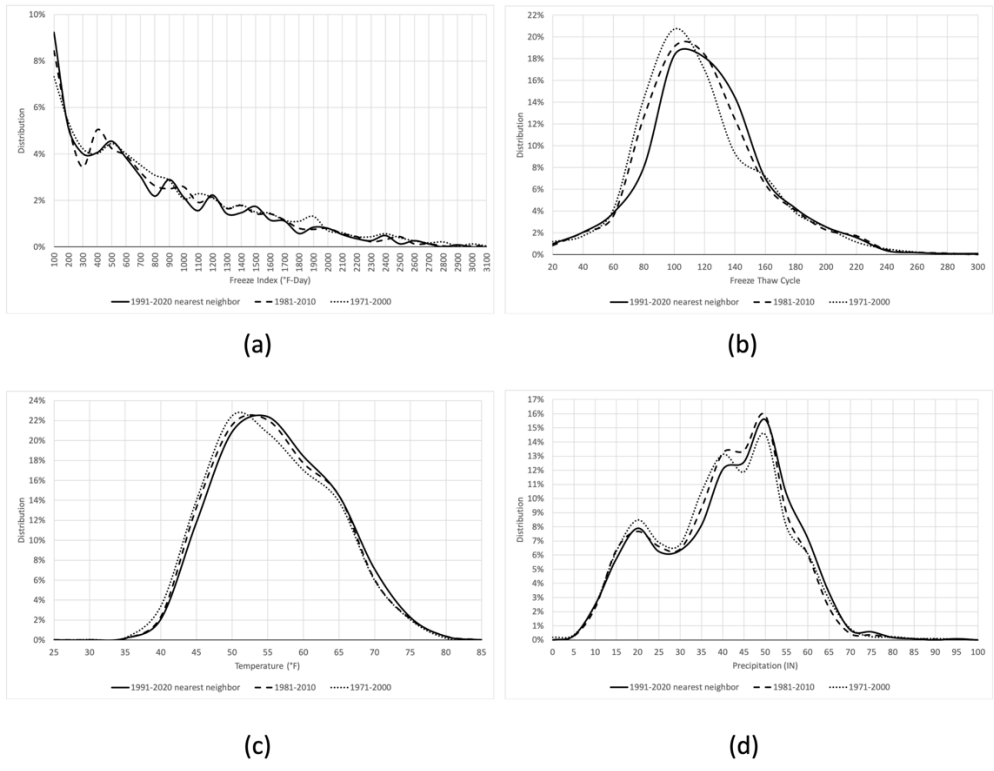 10%
8%
6%
4%
2%
0%
Distribution
100 200 300 400 500 600 700 800 900 1000 1100 1200 1300 1400 1500 1600 1700 1800 1900 2000 2100 2200 2300 2400 2500 2600 2700 2800 2900 3000 3100
Freeze Index (°F-Day)
1991-2020 nearest neighbor 1981-2010 1971-2000
(a)
22%
20%
18%
16%
14%
12%
10%
8%
6%
4%
2%
0%
Distribution
20 40 60 80 100 120 140 160 180 200 220 240 260 280 300
Freeze Thaw Cycle
1991-2020 nearest neighbor 1981-2010 1971-2000
(b)
24%
22%
20%
18%
16%
14%
12%
10%
8%
6%
4%
2%
0%
Distribution
25 30 35 40 45 50 55 60 65 70 75 80 85
Temperature (°F)
1991-2020 nearest neighbor 1981-2010 1971-2000
(c)
17%
16%
15%
14%
13%
12%
11%
10%
9%
8%
7%
6%
5%
4%
3%
2%
1%
0%
Distribution
0 5 10 15 20 25 30 35 40 45 50 55 60 65 70 75 80 85 90 95 100
Precipitation (IN)
1991-2020 nearest neighbor 1981-2010 1971-2000
(d)